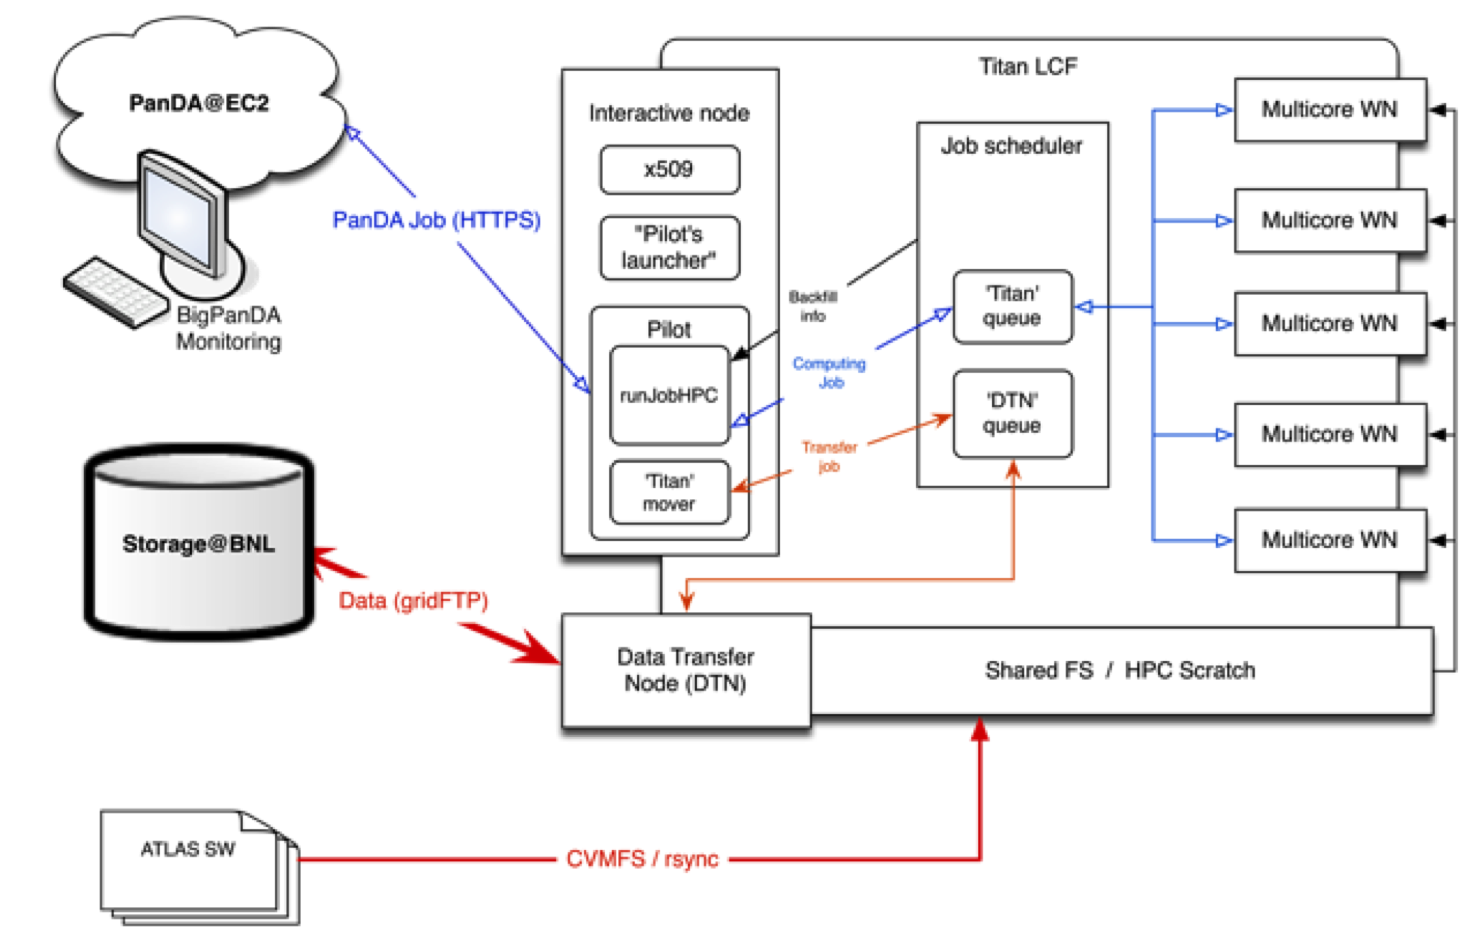 PanDA@EC2
BigPanDA
Monitoring
PanDA Job (HTTPS)
Titan LCF
Interactive node
x509
"Pilot's
launcher"
Pilot
runJobHPC
'Titan'
mover
Backfill
info
Computing
Job
Transfer
job
Job scheduler
'Titan'
queue
'DTN'
queue
Multicore WN
Multicore WN
Multicore WN
Multicore WN
Multicore WN
Storage@BNL
Data (gridFTP)
Data Transfer
Node (DTN)
Shared FS / HPC Scratch
ATLAS SW
CVMFS / rsync